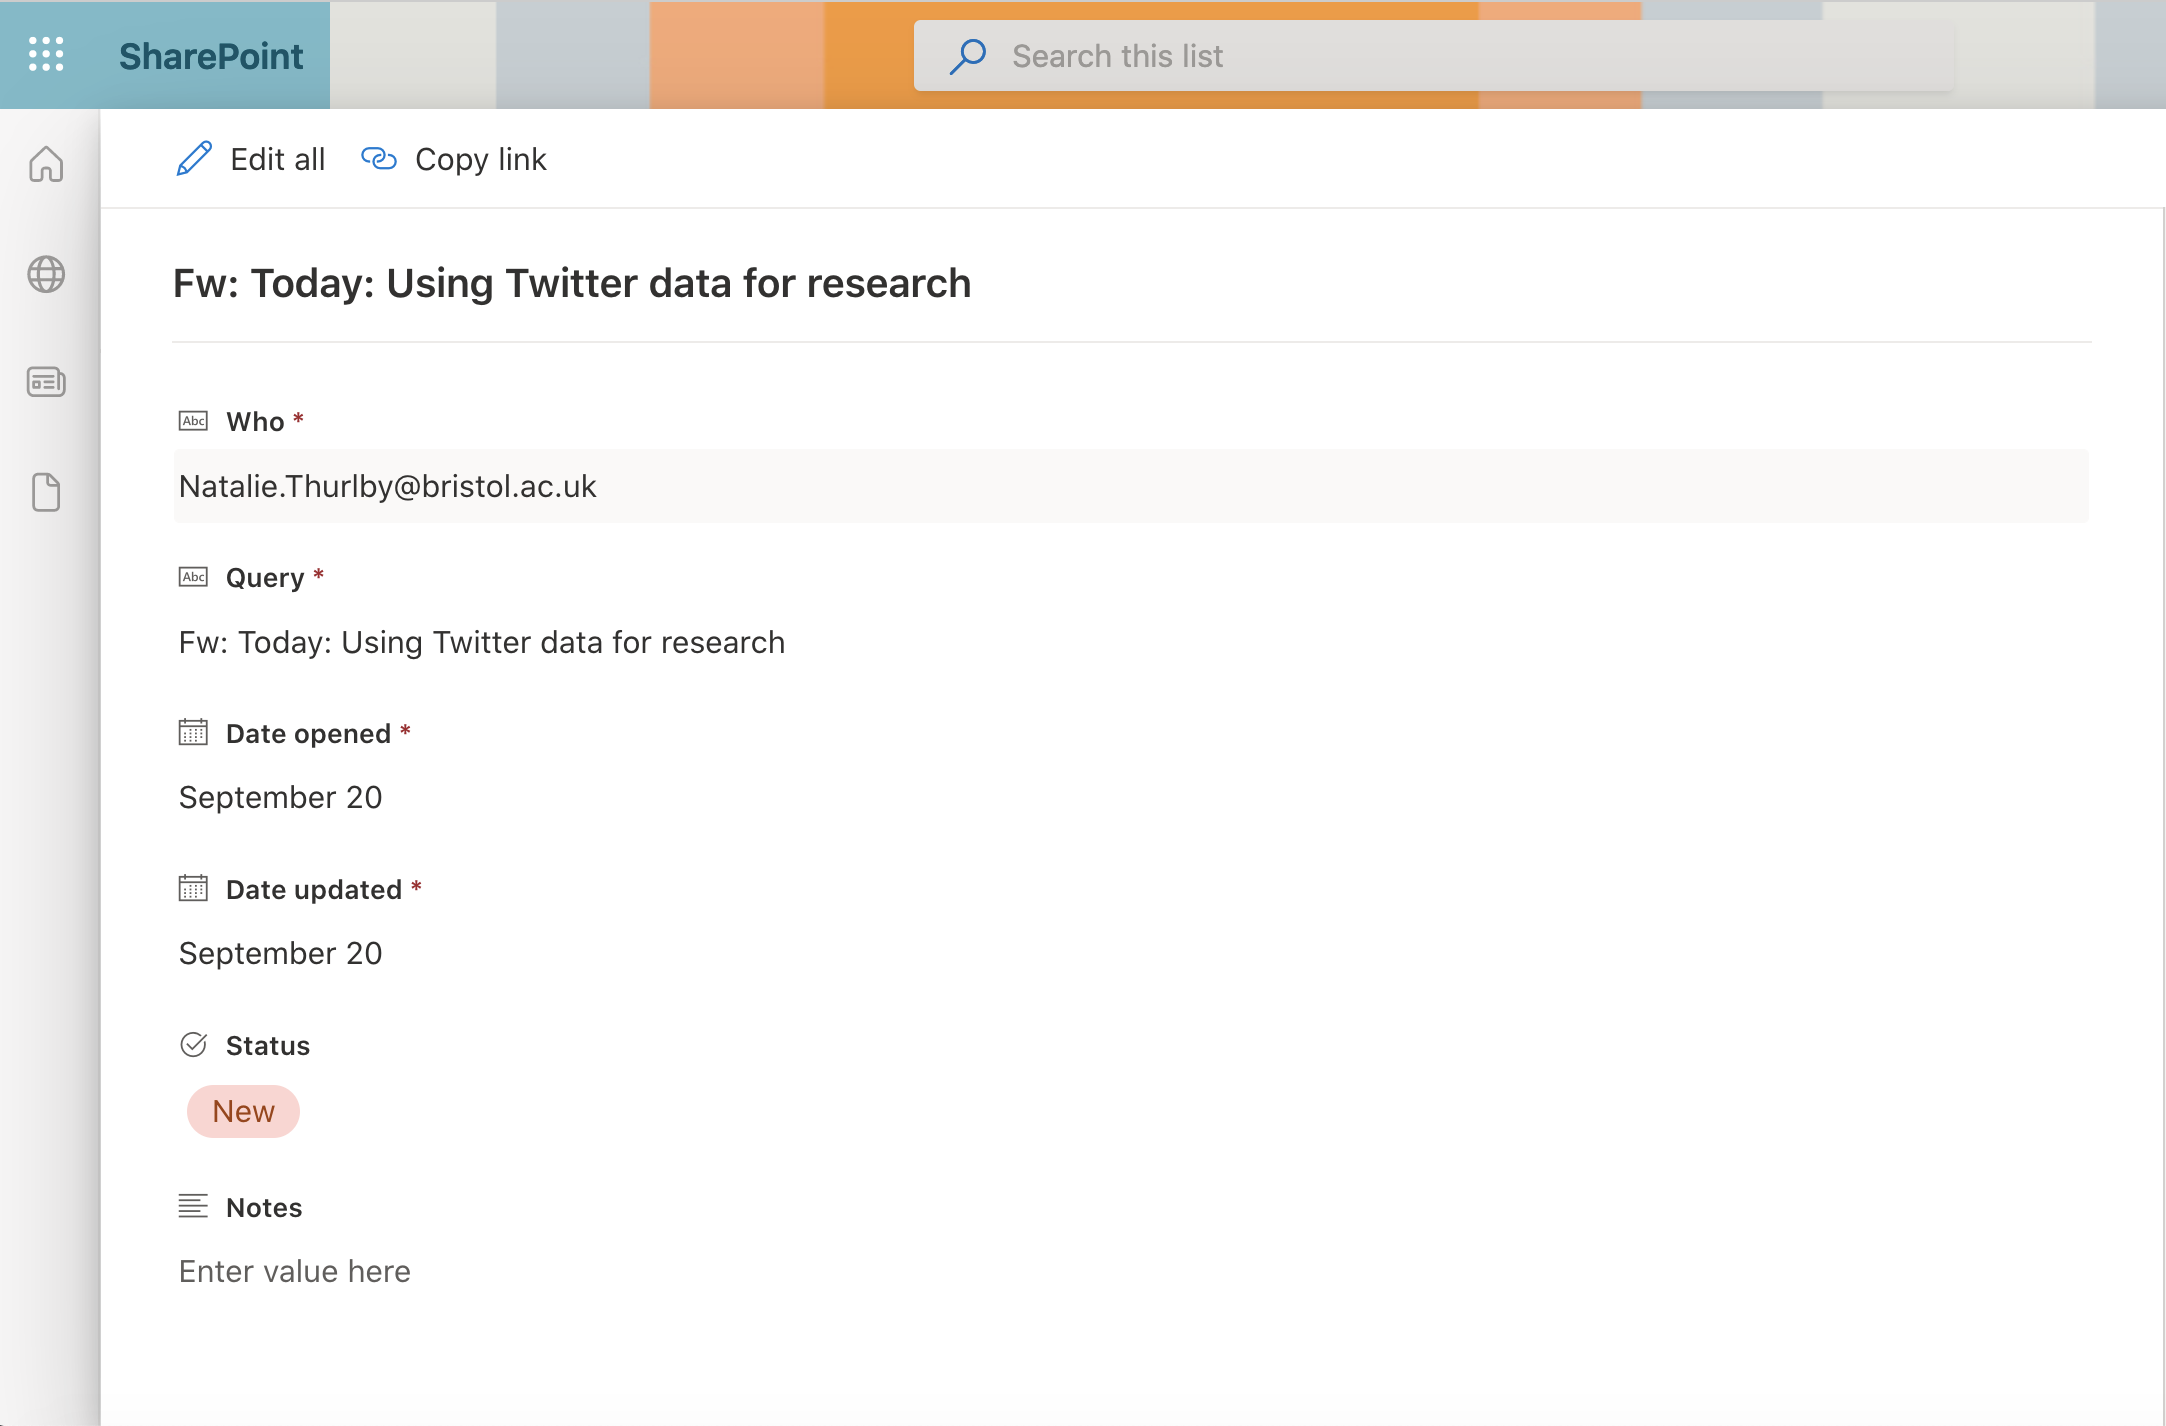 SharePoint
Search this list
Edit all
Copy link
Fw: Today: Using Twitter data for research
Abc Who *
Natalie.Thurlby@bristol.ac.uk
Abc Query *
Fw: Today: Using Twitter data for research
Date opened *
September 20
Date updated *
September 20
Status
New
Notes
Enter value here